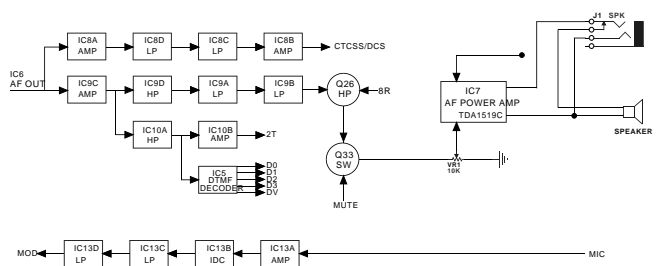 J1 SPK
IC8A
AMP
IC8D
LP
IC8C
LP
IC8B
AMP
CTCSS/DCS
IC6
AF OUT
IC9C
AMP
IC9D
HP
IC9A
LP
IC9B
LP
Q26
HP
8R
IC7
AF POWER AMP
TDA1519C
SPEAKER
IC10A
HP
IC10B
AMP
2T
Q33
SW
VR1
10K
IC5
DTMF
DECODER
D0
D1
D2
D3
DV
MUTE
MOD
IC13D
LP
IC13C
LP
IC13B
IDC
IC13A
AMP
MIC